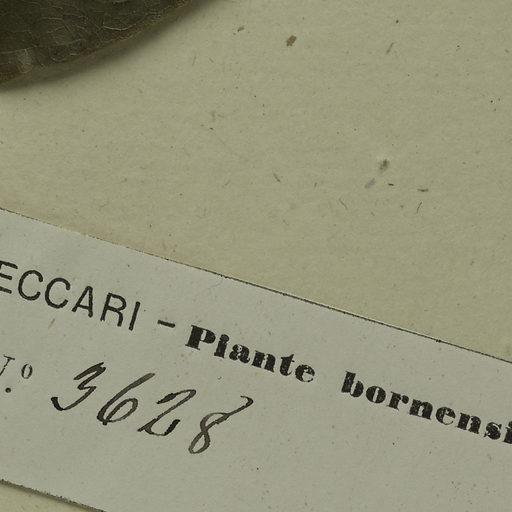 ECCARI - Piante bornensi
N.º 3628